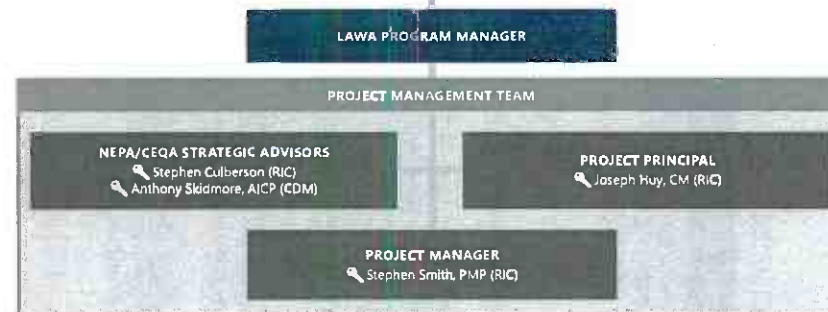 LAWA PROGRAM MANAGER
PROJECT MANAGEMENT TEAM
NEPA/CEQA STRATEGIC ADVISORS
Stephen Culberson (RIC)
Anthony Skidmore, AICP (CDM)
PROJECT PRINCIPAL
Joseph Huy, CM (RIC)
PROJECT MANAGER
Stephen Smith, PMP (RIC)